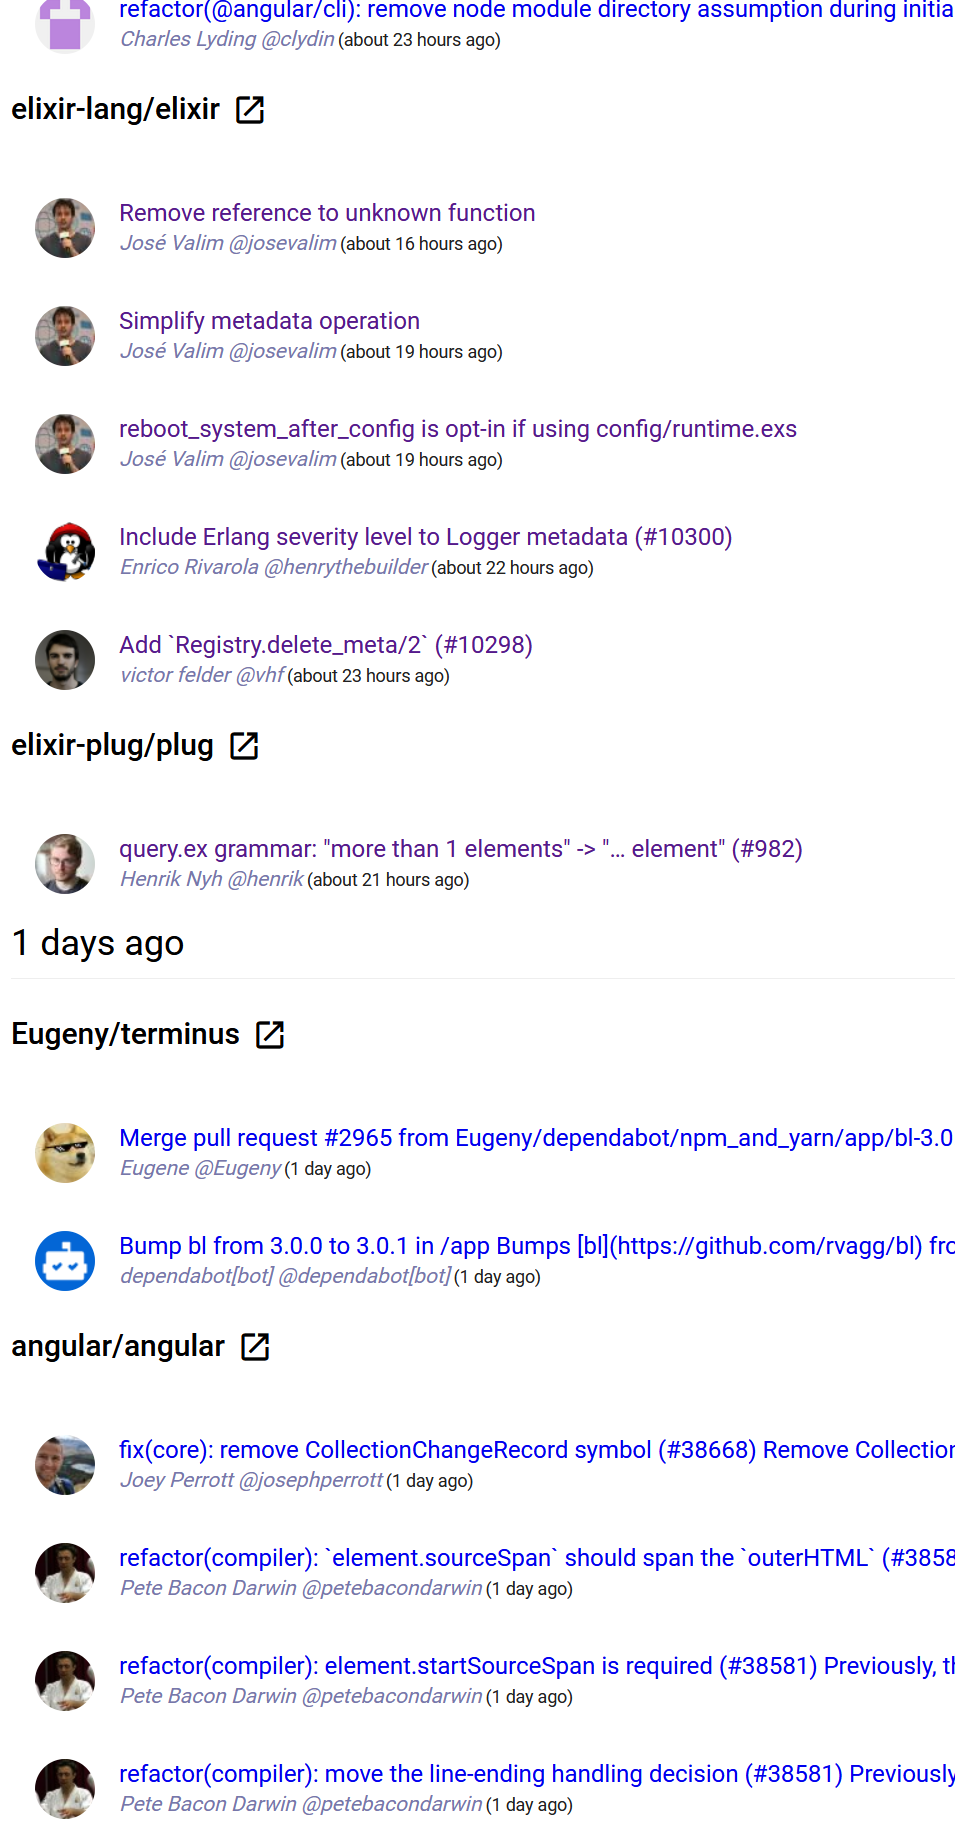 refactor(@angular/cli): remove node module directory assumption during initia
Charles Lyding @clydin (about 23 hours ago)
elixir-lang/elixir
Remove reference to unknown function
José Valim @josevalim (about 16 hours ago)
Simplify metadata operation
José Valim @josevalim (about 19 hours ago)
reboot_system_after_config is opt-in if using config/runtime.exs
José Valim @josevalim (about 19 hours ago)
Include Erlang severity level to Logger metadata (#10300)
Enrico Rivarola @henrythebuilder (about 22 hours ago)
Add `Registry.delete_meta/2` (#10298)
victor felder @vhf (about 23 hours ago)
elixir-plug/plug
query.ex grammar: "more than 1 elements" -> "… element" (#982)
Henrik Nyh @henrik (about 21 hours ago)
1 days ago
Eugeny/terminus
Merge pull request #2965 from Eugeny/dependabot/npm_and_yarn/app/bl-3.0
Eugene @Eugeny (1 day ago)
Bump bl from 3.0.0 to 3.0.1 in /app Bumps [bl](https://github.com/rvagg/bl) fro
dependabot[bot] @dependabot[bot] (1 day ago)
angular/angular
fix(core): remove CollectionChangeRecord symbol (#38668) Remove Collection
Joey Perrott @josephperrott (1 day ago)
refactor(compiler): `element.sourceSpan` should span the `outerHTML` (#3858
Pete Bacon Darwin @petebacondarwin (1 day ago)
refactor(compiler): element.startSourceSpan is required (#38581) Previously, th
Pete Bacon Darwin @petebacondarwin (1 day ago)
refactor(compiler): move the line-ending handling decision (#38581) Previously
Pete Bacon Darwin @petebacondarwin (1 day ago)